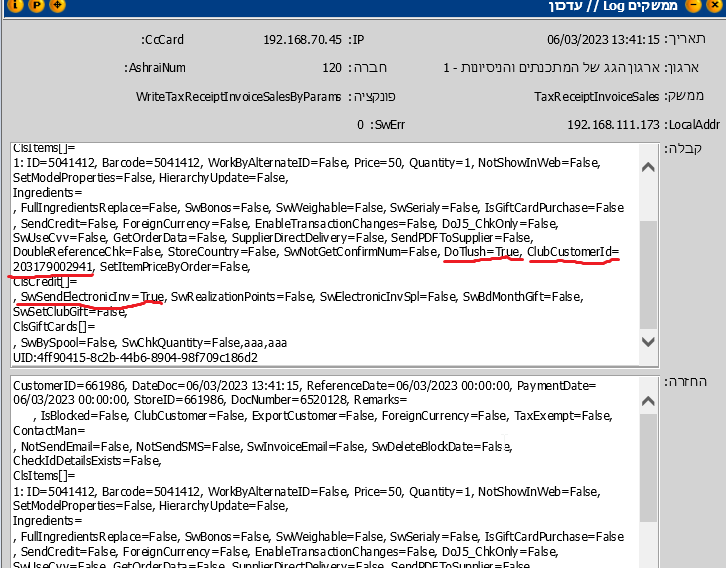 ממשקים Log // עדכון
תאריך: 06/03/2023 13:41:15 IP: 192.168.70.45 CcCard:
ארגון: ארגון הגג של המתכנתים והניסיונות - 1 חברה: 120 AshraiNum:
ממשק: TaxReceiptInvoiceSales פונקציה: WriteTaxReceiptInvoiceSalesByParams
LocalAddr: 192.168.111.173 SwErr: 0
קבלה:
ClsItems[]=
1: ID=5041412, Barcode=5041412, WorkByAlternateID=False, Price=50, Quantity=1, NotShowInWeb=False,
SetModelProperties=False, HierarchyUpdate=False,
Ingredients=
, FullIngredientsReplace=False, SwBonos=False, SwWeighable=False, SwSerialy=False, IsGiftCardPurchase=False
, SendCredit=False, ForeignCurrency=False, EnableTransactionChanges=False, DoJ5_ChkOnly=False,
SwUseCvv=False, GetOrderData=False, SupplierDirectDelivery=False, SendPDFToSupplier=False,
DoubleReferenceChk=False, StoreCountry=False, SwNotGetConfirmNum=False, DoTlush=True, ClubCustomerId=
203179002941, SetItemPriceByOrder=False,
ClsCredit[]=
, SwSendElectronicInv=True, SwRealizationPoints=False, SwElectronicInvSpl=False, SwBdMonthGift=False,
SwSetClubGift=False,
ClsGiftCards[]=
, SwBySpool=False, SwChkQuantity=False,aaa,aaa
UID:4ff90415-8c2b-44b6-8904-98f709c186d2
החזרה:
CustomerID=661986, DateDoc=06/03/2023 13:41:15, ReferenceDate=06/03/2023 00:00:00, PaymentDate=
06/03/2023 00:00:00, StoreID=661986, DocNumber=6520128, Remarks=
, IsBlocked=False, ClubCustomer=False, ExportCustomer=False, ForeignCurrency=False, TaxExempt=False,
ContactMan=
, NotSendEmail=False, NotSendSMS=False, SwInvoiceEmail=False, SwDeleteBlockDate=False,
CheckIdDetailsExists=False,
ClsItems[]=
1: ID=5041412, Barcode=5041412, WorkByAlternateID=False, Price=50, Quantity=1, NotShowInWeb=False,
SetModelProperties=False, HierarchyUpdate=False,
Ingredients=
, FullIngredientsReplace=False, SwBonos=False, SwWeighable=False, SwSerialy=False, IsGiftCardPurchase=False
, SendCredit=False, ForeignCurrency=False, EnableTransactionChanges=False, DoJ5_ChkOnly=False,
SwUseCvv=False, GetOrderData=False, SupplierDirectDelivery=False, SendPDFToSupplier=False,